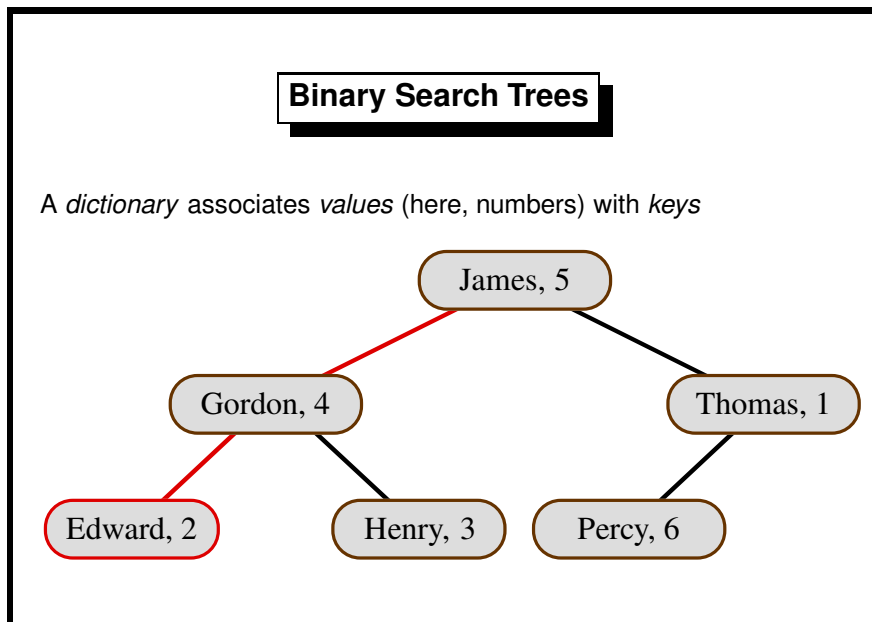 Binary Search Trees
A dictionary associates values (here, numbers) with keys
James, 5
Gordon, 4
Thomas, 1
Edward, 2
Henry, 3
Percy, 6